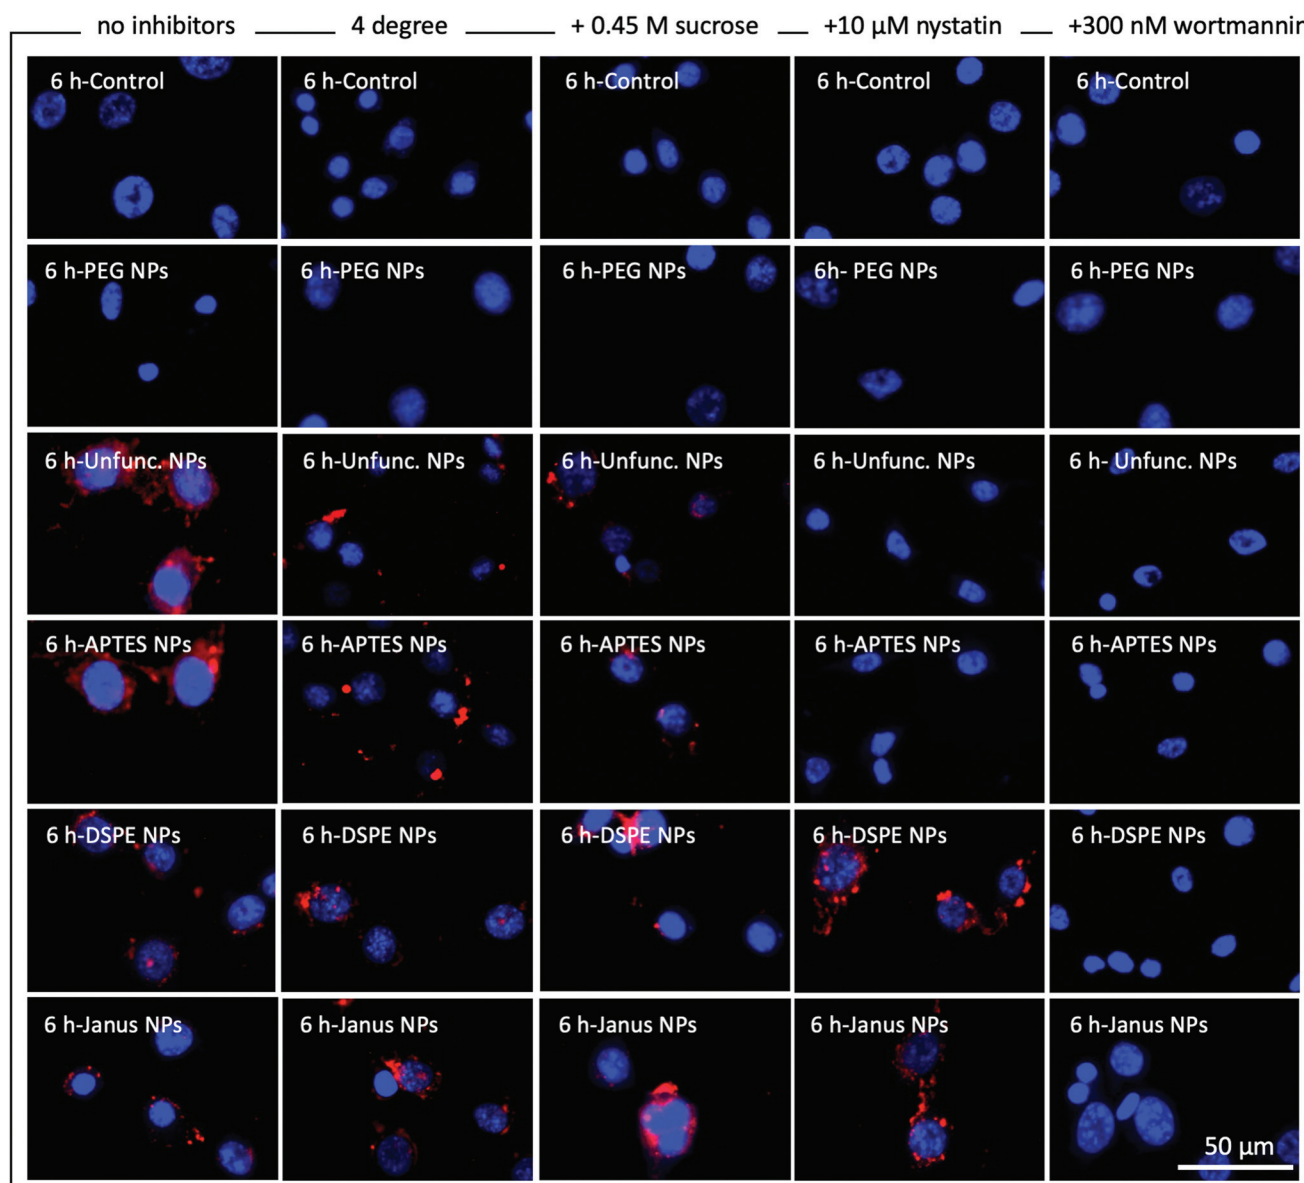 no inhibitors 4 degree + 0.45 M sucrose +10 µM nystatin +300 nM wortmannin
6 h-Control 6 h-Control 6 h-Control 6 h-Control 6 h-Control
6 h-PEG NPs 6 h-PEG NPs 6 h-PEG NPs 6h- PEG NPs 6 h-PEG NPs
6 h-Unfunc. NPs 6 h-Unfunc. NPs 6 h-Unfunc. NPs 6 h-Unfunc. NPs 6 h- Unfunc. NPs
6 h-APTES NPs 6 h-APTES NPs 6 h-APTES NPs 6 h-APTES NPs 6 h-APTES NPs
6 h-DSPE NPs 6 h-DSPE NPs 6 h-DSPE NPs 6 h-DSPE NPs 6 h-DSPE NPs
6 h-Janus NPs 6 h-Janus NPs 6 h-Janus NPs 6 h-Janus NPs 6 h-Janus NPs
50 µm